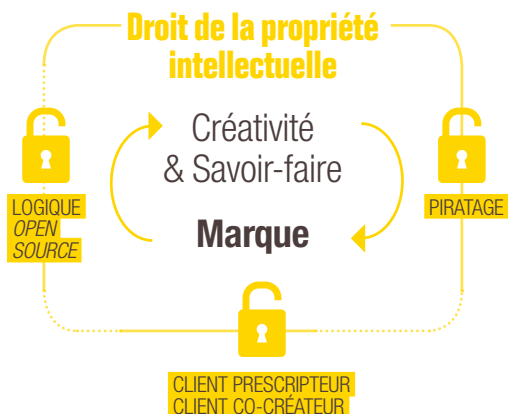 Droit de la propriété
intellectuelle
Créativité
& Savoir-faire
Marque
LOGIQUE
OPEN
SOURCE
PIRATAGE
CLIENT PRESCRIPTEUR
CLIENT CO-CRÉATEUR